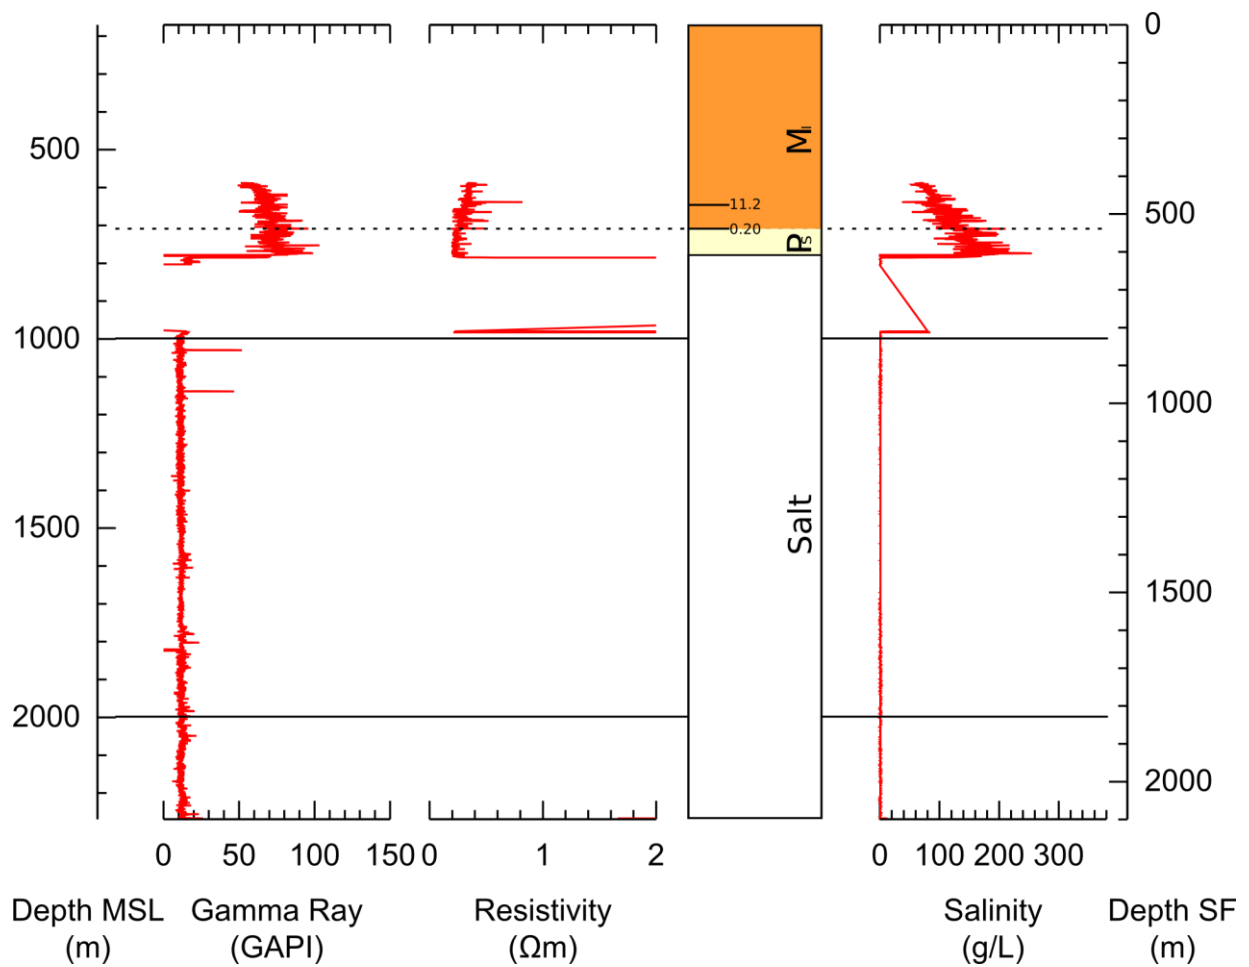 0
500
1000
1500
2000
M I
11.2
0.20
P S
Salt
500
1000
1500
2000
0 50 100 150 0 1 2 0 100 200 300
Depth MSL Gamma Ray Resistivity Salinity Depth SF
(m) (GAPI) (Ωm) (g/L) (m)